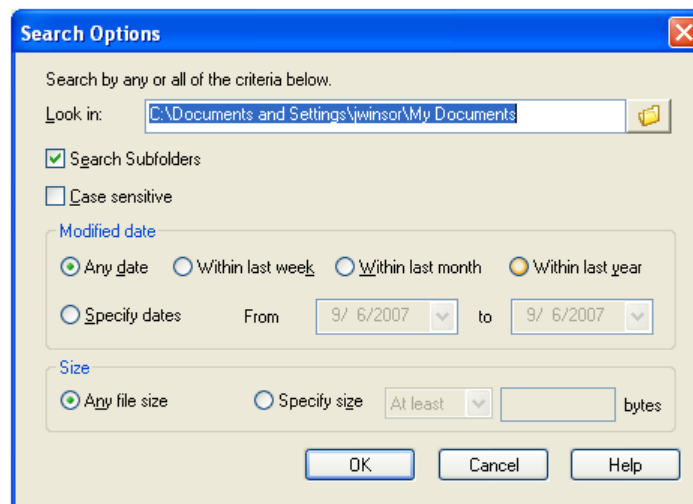 Search Options
Search by any or all of the criteria below.
Look in: C:\Documents and Settings\jwinsor\My Documents
Search Subfolders
Case sensitive
Modified date
Any date Within last week Within last month Within last year
Specify dates From 9/ 6/2007 to 9/ 6/2007
Size
Any file size Specify size At least bytes
OK Cancel Help